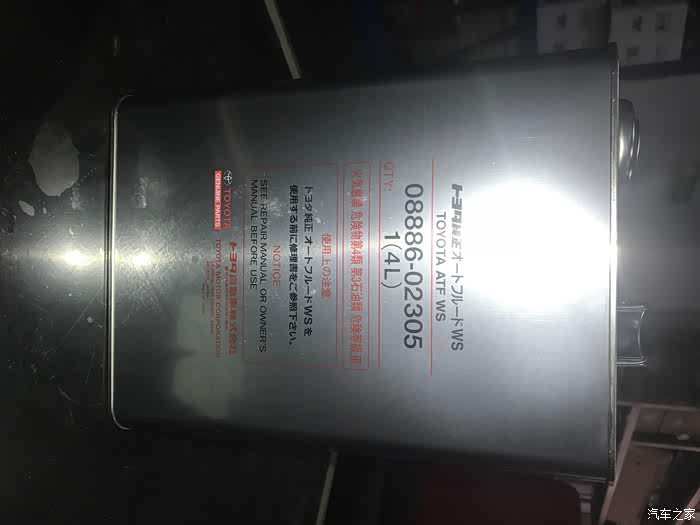 トヨタ純正 オートフルードWS
TOYOTA ATF WS
08886-02305
QTY: 1(4L)
火気厳禁 危険物第4類 第3石油類 危険等級 III
使用上の注意
トヨタ純正 オートフルードWSを
使用する前に修理書をご参照下さい。
NOTICE
SEE REPAIR MANUAL OR OWNER'S
MANUAL BEFORE USE
TOYOTA
GENUINE PARTS
トヨタ自動車株式会社
TOYOTA MOTOR CORPORATION
汽车之家